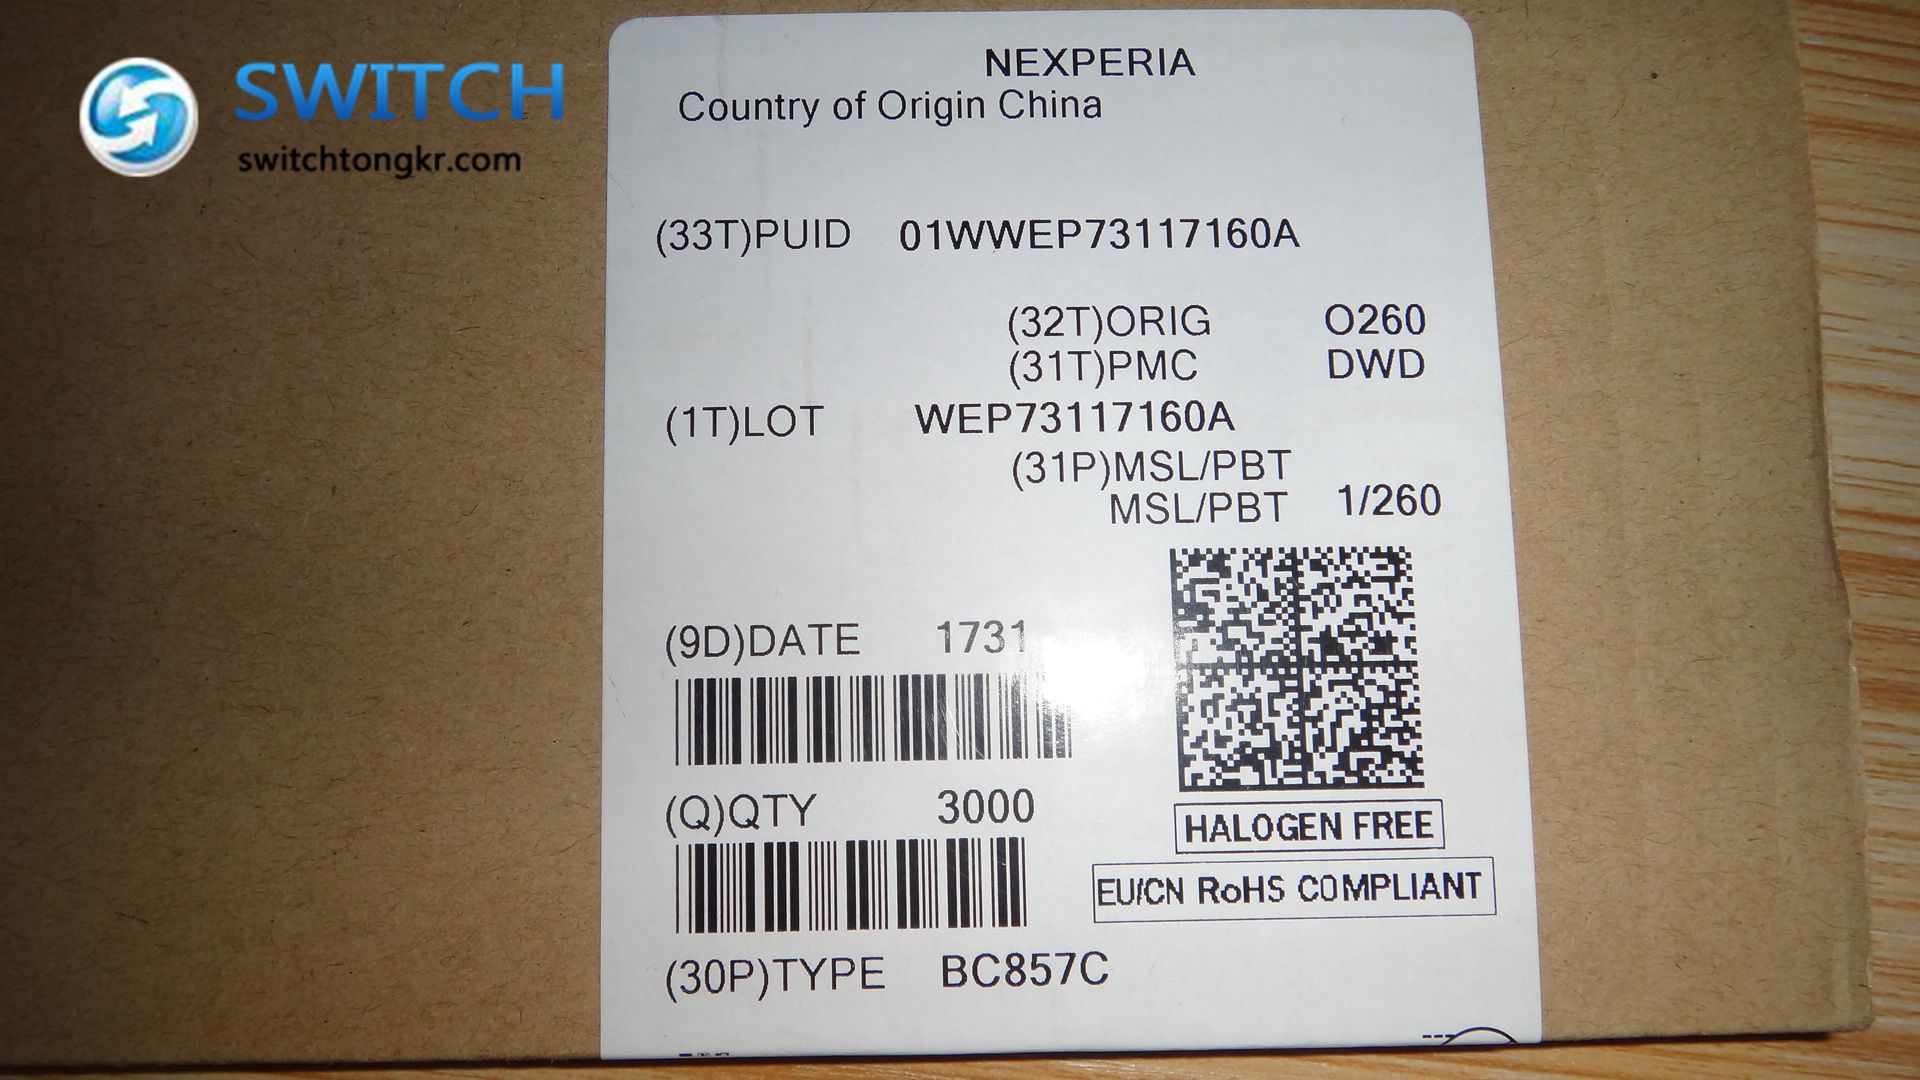 SWITCH
switchtongkr.com
NEXPERIA
Country of Origin China
(33T)PUID 01WWEP73117160A
(32T)ORIG O260
(31T)PMC DWD
(1T)LOT WEP73117160A
(31P)MSL/PBT
MSL/PBT 1/260
(9D)DATE 1731
(Q)QTY 3000
HALOGEN FREE
EU/CN RoHS COMPLIANT
(30P)TYPE BC857C